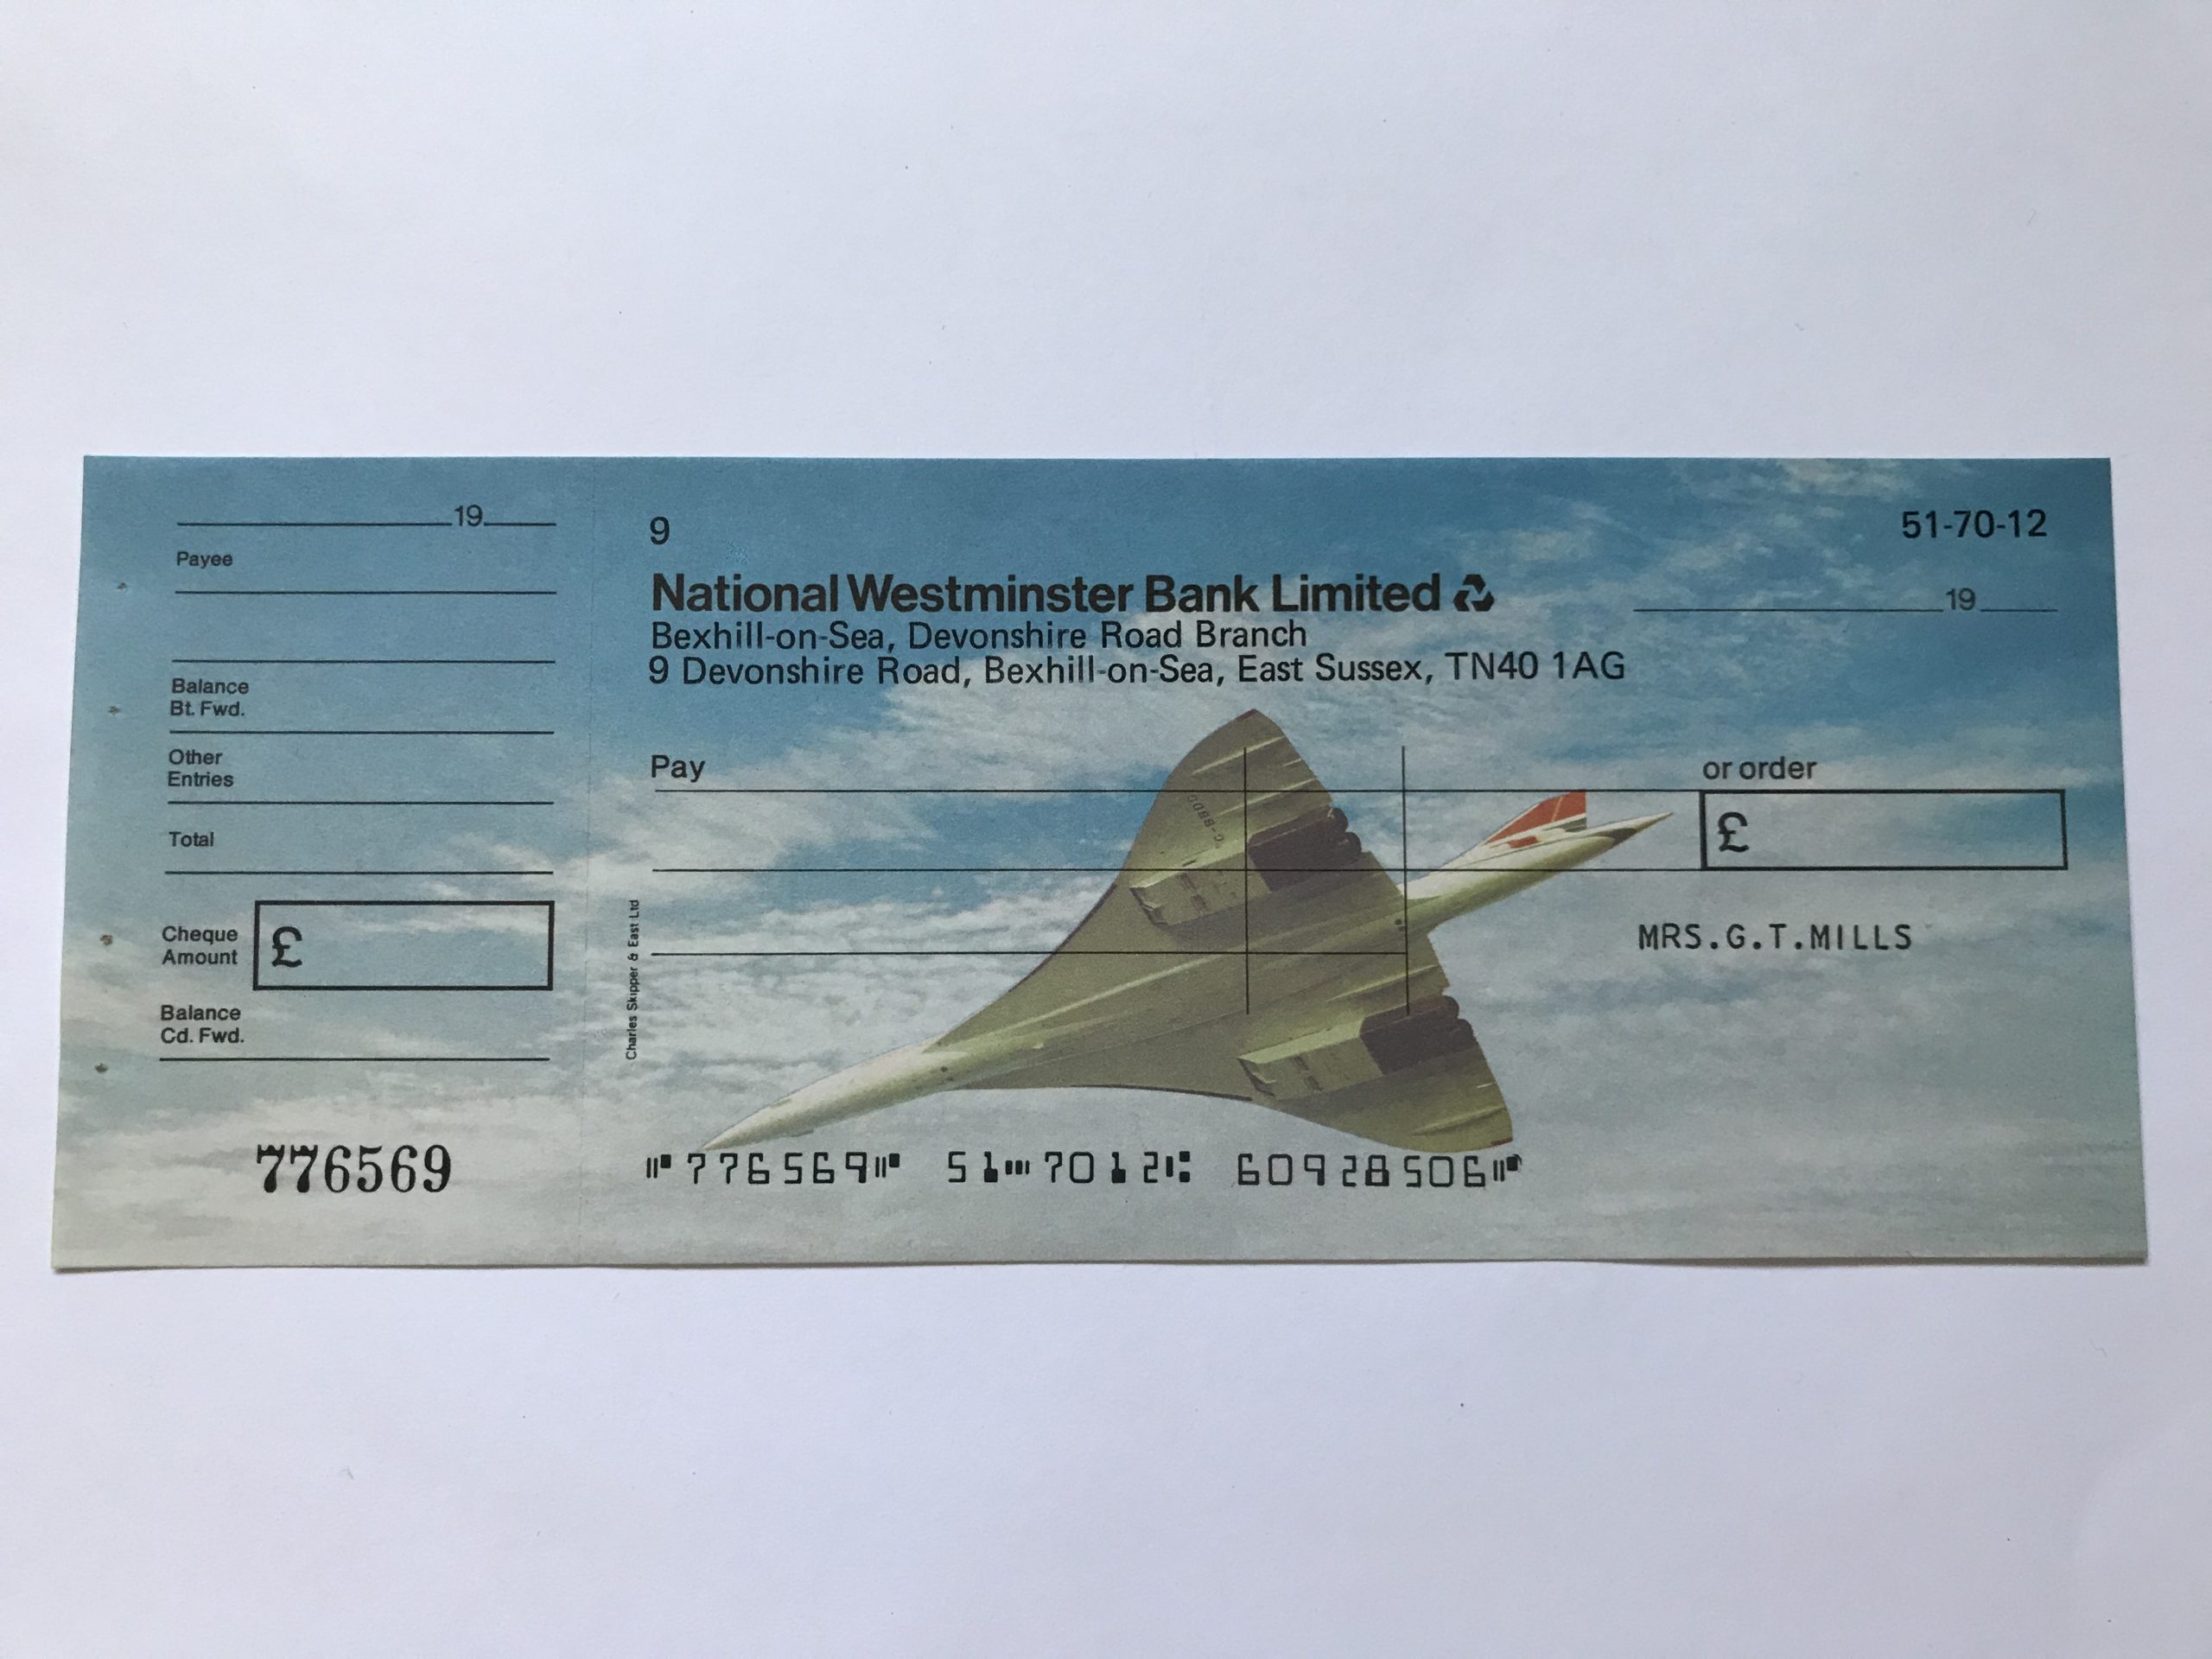 19
Payee
Balance
Bt. Fwd.
Other
Entries
Total
Cheque
Amount
£
Balance
Cd. Fwd.
776569
9
51-70-12
National Westminster Bank Limited
19
Bexhill-on-Sea, Devonshire Road Branch
9 Devonshire Road, Bexhill-on-Sea, East Sussex, TN40 1AG
Pay
or order
£
MRS.G.T.MILLS
Charles Skipper & East Ltd
⑈776569⑈ 51⑉7012⑆ 60928506⑈